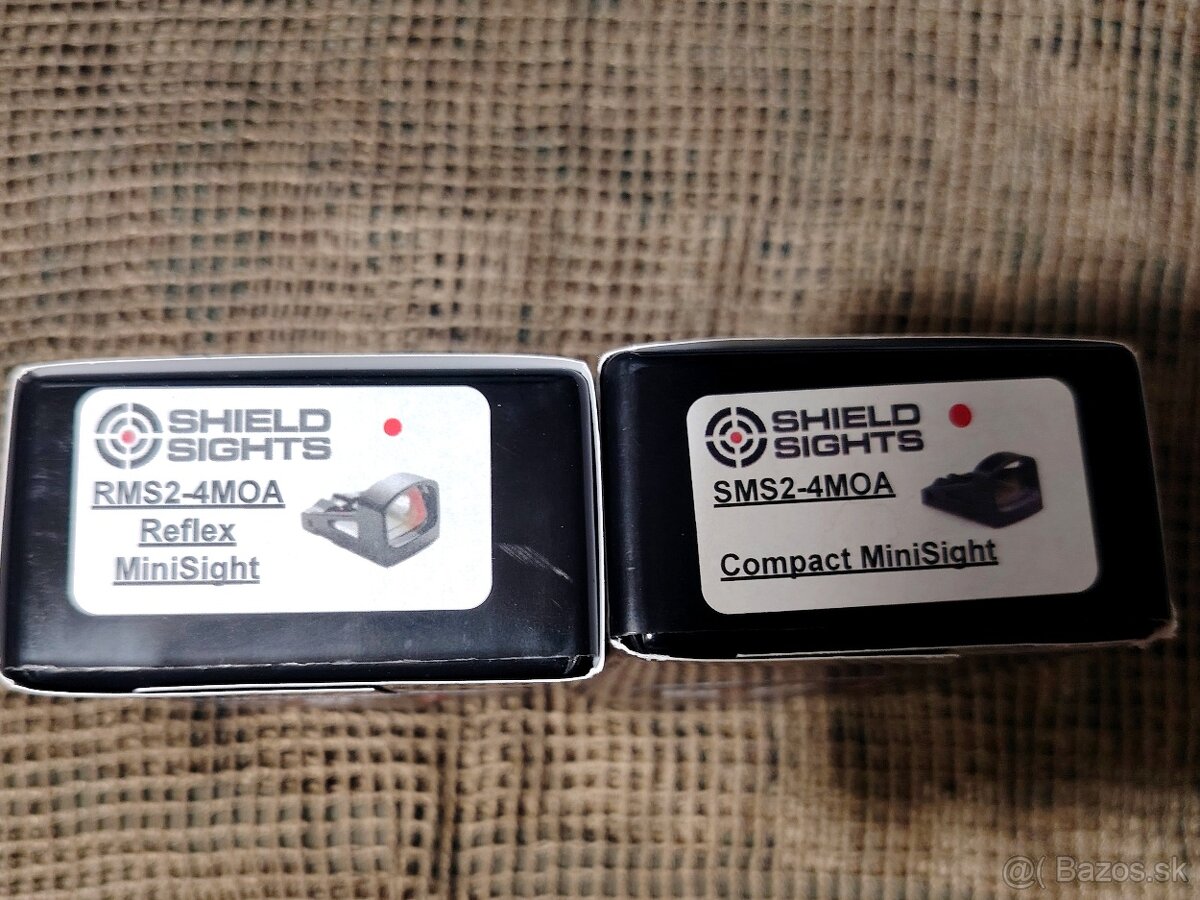 SHIELD
SIGHTS
RMS2-4MOA
Reflex
MiniSight
SHIELD
SIGHTS
SMS2-4MOA
Compact MiniSight
@( Bazos.sk